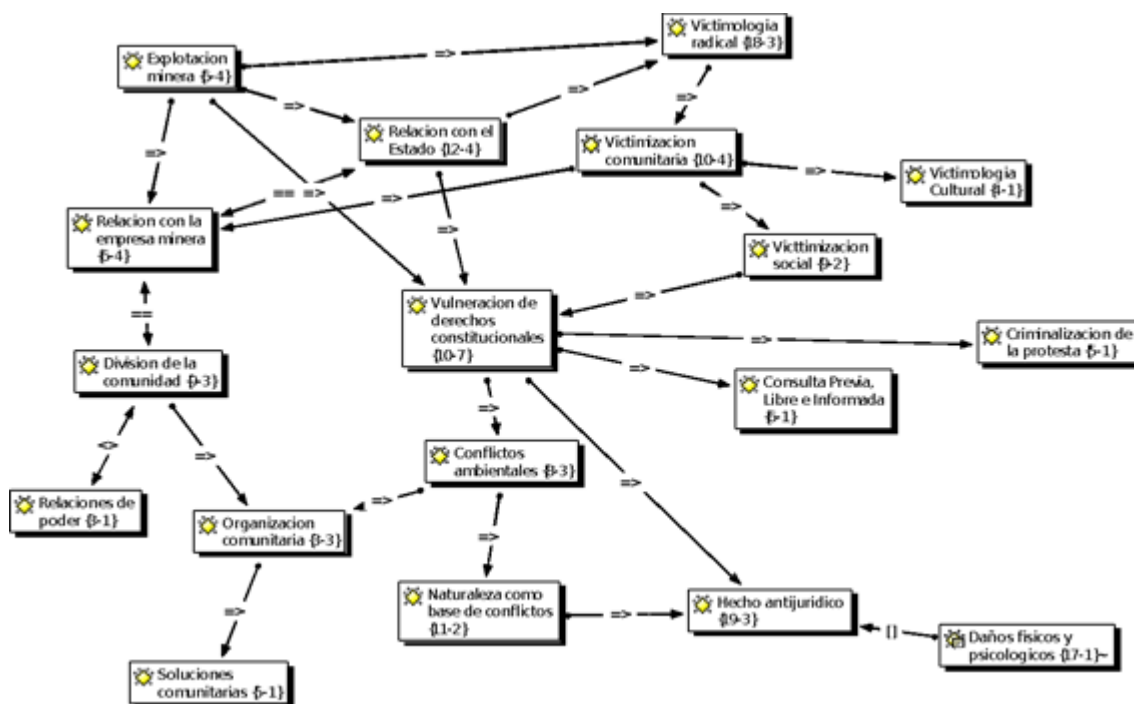 Victimologia
radical {18-3}
Explotacion
minera {5-4}
=>
=>
=>
=>
Relacion con el
Estado {12-4}
Victimizacion
comunitaria {10-4}
=>
=>
Victimologia
Cultural {4-1}
== =>
=>
=>
=>
Relacion con la
empresa minera
{5-4}
Victtimizacion
social {9-2}
=>
Vulneracion de
derechos
constitucionales
{10-7}
==
=>
Criminalizacion de
la protesta {5-1}
Division de la
comunidad {9-3}
=>
Consulta Previa,
Libre e Informada
{5-1}
=>
<>
=>
Conflictos
ambientales {3-3}
=>
=>
Relaciones de
poder {3-1}
Organizacion
comunitaria {3-3}
=>
Naturaleza como
base de conflictos
{11-2}
=>
Hecho antijuridico
{19-3}
=>
[]
Daños fisicos y
psicologicos {17-1}~
Soluciones
comunitarias {5-1}